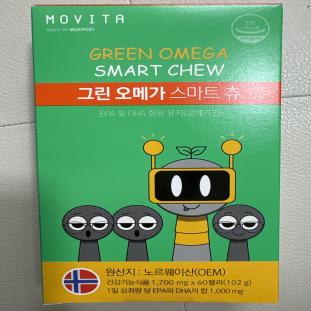 MOVITA
MADE BY MEDIPOST
GREEN OMEGA
SMART CHEW
그린 오메가 스마트 츄
EPA 및 DHA 함유 유지(오메가3)
원산지 : 노르웨이산(OEM)
건강기능식품 1,700 mg x 60젤리(102 g)
1일 섭취량 당 EPA와 DHA의 합 1,000 mg